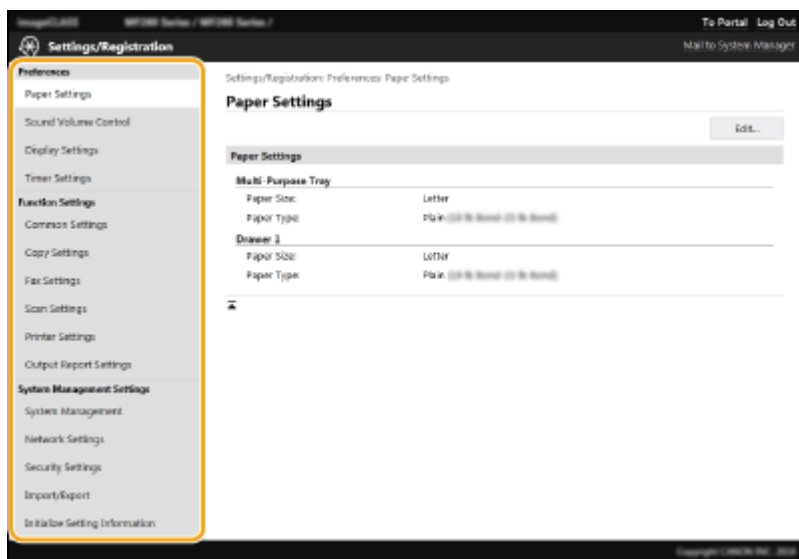 To Portal Log Out
Settings/Registration
Mail to System Manager
Preferences
Paper Settings
Sound Volume Control
Display Settings
Timer Settings
Function Settings
Common Settings
Copy Settings
Fax Settings
Scan Settings
Printer Settings
Output Report Settings
System Management Settings
System Management
Network Settings
Security Settings
Import/Export
Initialize Setting Information
Settings/Registration: Preferences: Paper Settings
Paper Settings
Edit...
Paper Settings
Multi-Purpose Tray
Paper Size: Letter
Paper Type: Plain
Drawer 1
Paper Size: Letter
Paper Type: Plain